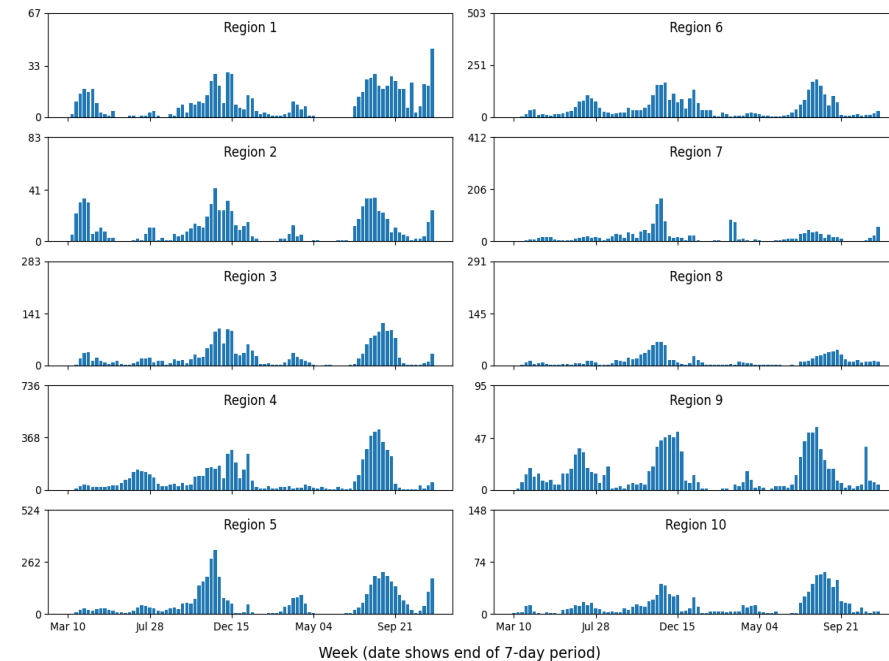 Region 1
67
33
0
Region 6
503
251
0
Region 2
83
41
0
Region 7
412
206
0
Region 3
283
141
0
Region 8
291
145
0
Region 4
736
368
0
Region 9
95
47
0
Region 5
524
262
0
Mar 10 Jul 28 Dec 15 May 04 Sep 21
Region 10
148
74
0
Mar 10 Jul 28 Dec 15 May 04 Sep 21
Week (date shows end of 7-day period)